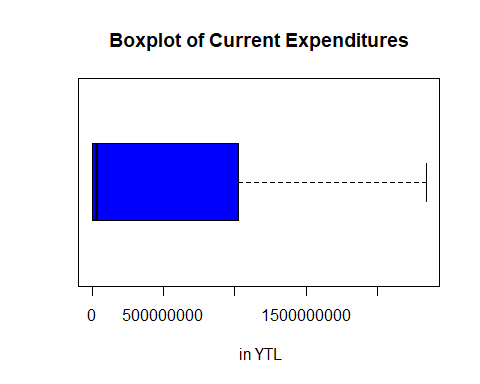 Boxplot of Current Expenditures
0 500000000 1500000000
in YTL